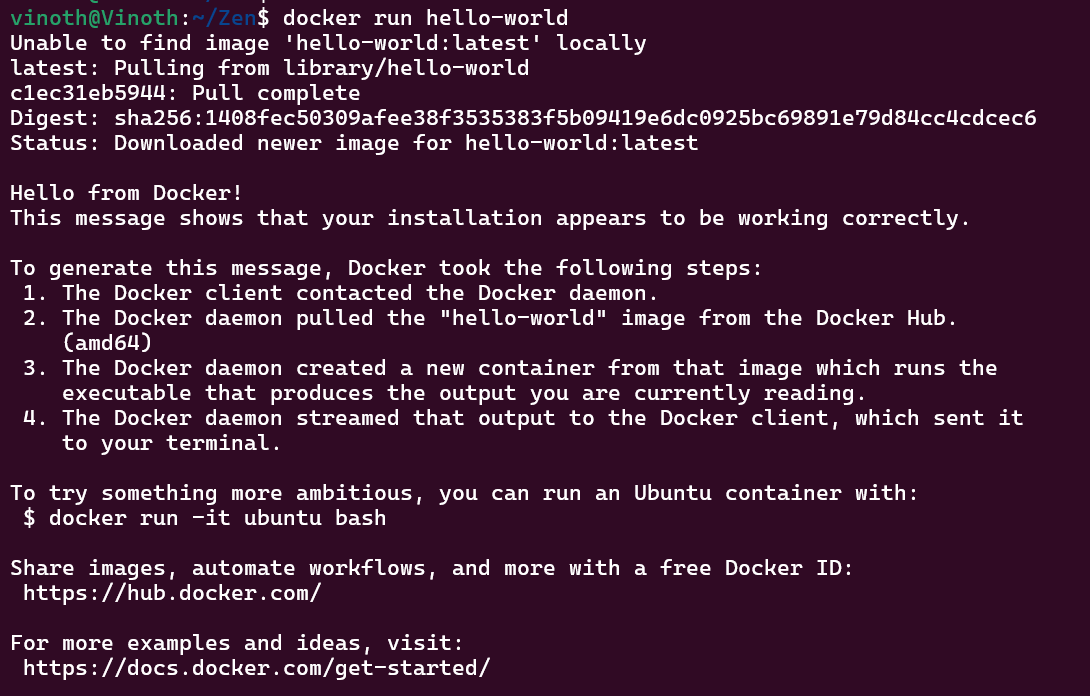 vinoth@Vinoth:~/Zen$ docker run hello-world
Unable to find image 'hello-world:latest' locally
latest: Pulling from library/hello-world
c1ec31eb5944: Pull complete
Digest: sha256:1408fec50309afee38f3535383f5b09419e6dc0925bc69891e79d84cc4cdcec6
Status: Downloaded newer image for hello-world:latest

Hello from Docker!
This message shows that your installation appears to be working correctly.

To generate this message, Docker took the following steps:
 1. The Docker client contacted the Docker daemon.
 2. The Docker daemon pulled the "hello-world" image from the Docker Hub.
    (amd64)
 3. The Docker daemon created a new container from that image which runs the
    executable that produces the output you are currently reading.
 4. The Docker daemon streamed that output to the Docker client, which sent it
    to your terminal.

To try something more ambitious, you can run an Ubuntu container with:
 $ docker run -it ubuntu bash

Share images, automate workflows, and more with a free Docker ID:
 https://hub.docker.com/

For more examples and ideas, visit:
 https://docs.docker.com/get-started/